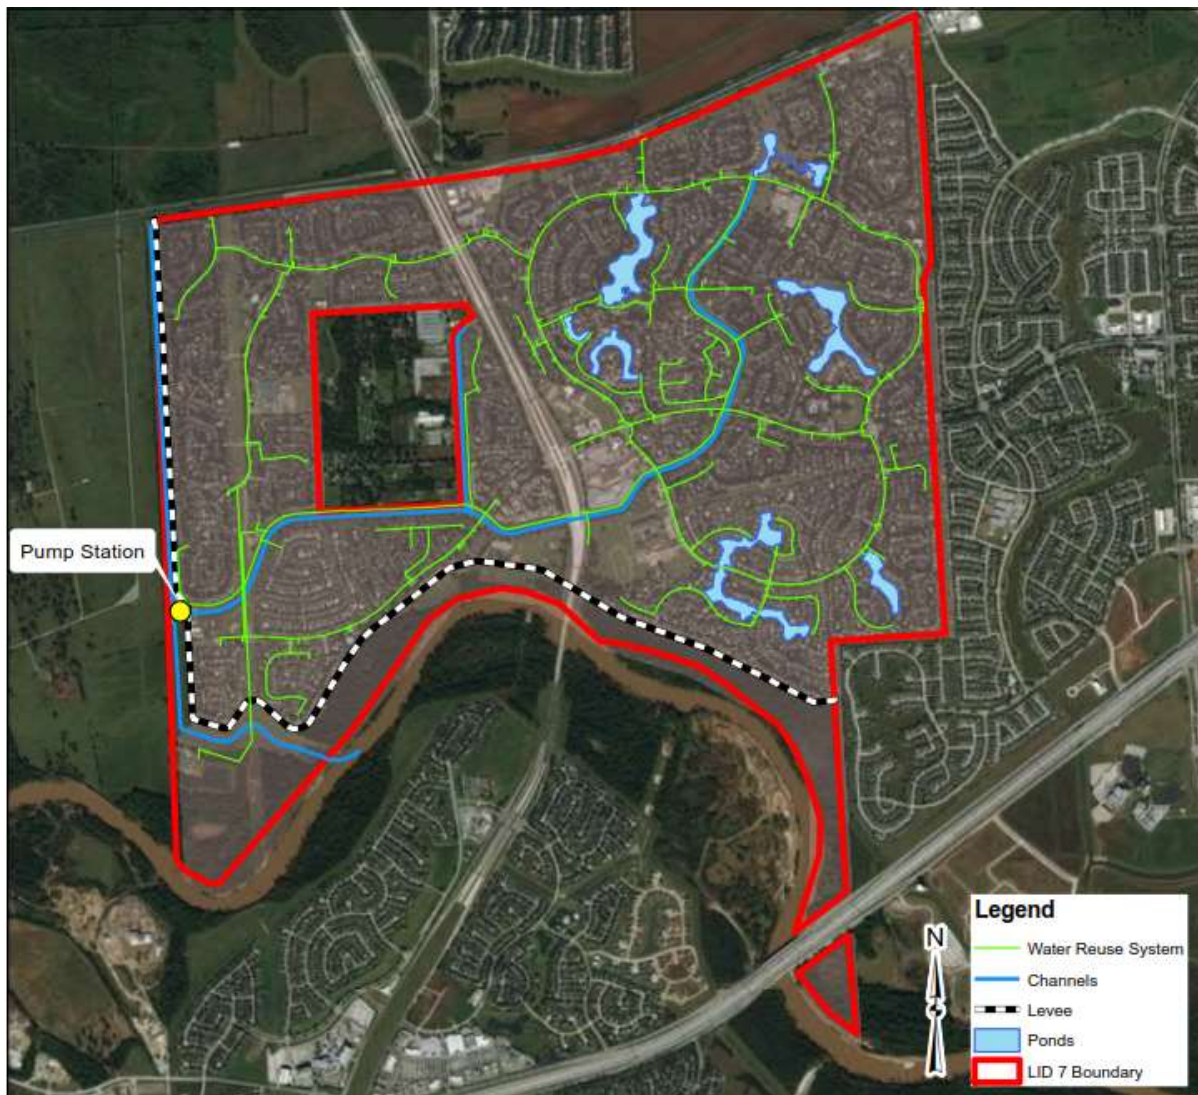 Pump Station
N
Legend
Water Reuse System
Channels
Levee
Ponds
LID 7 Boundary